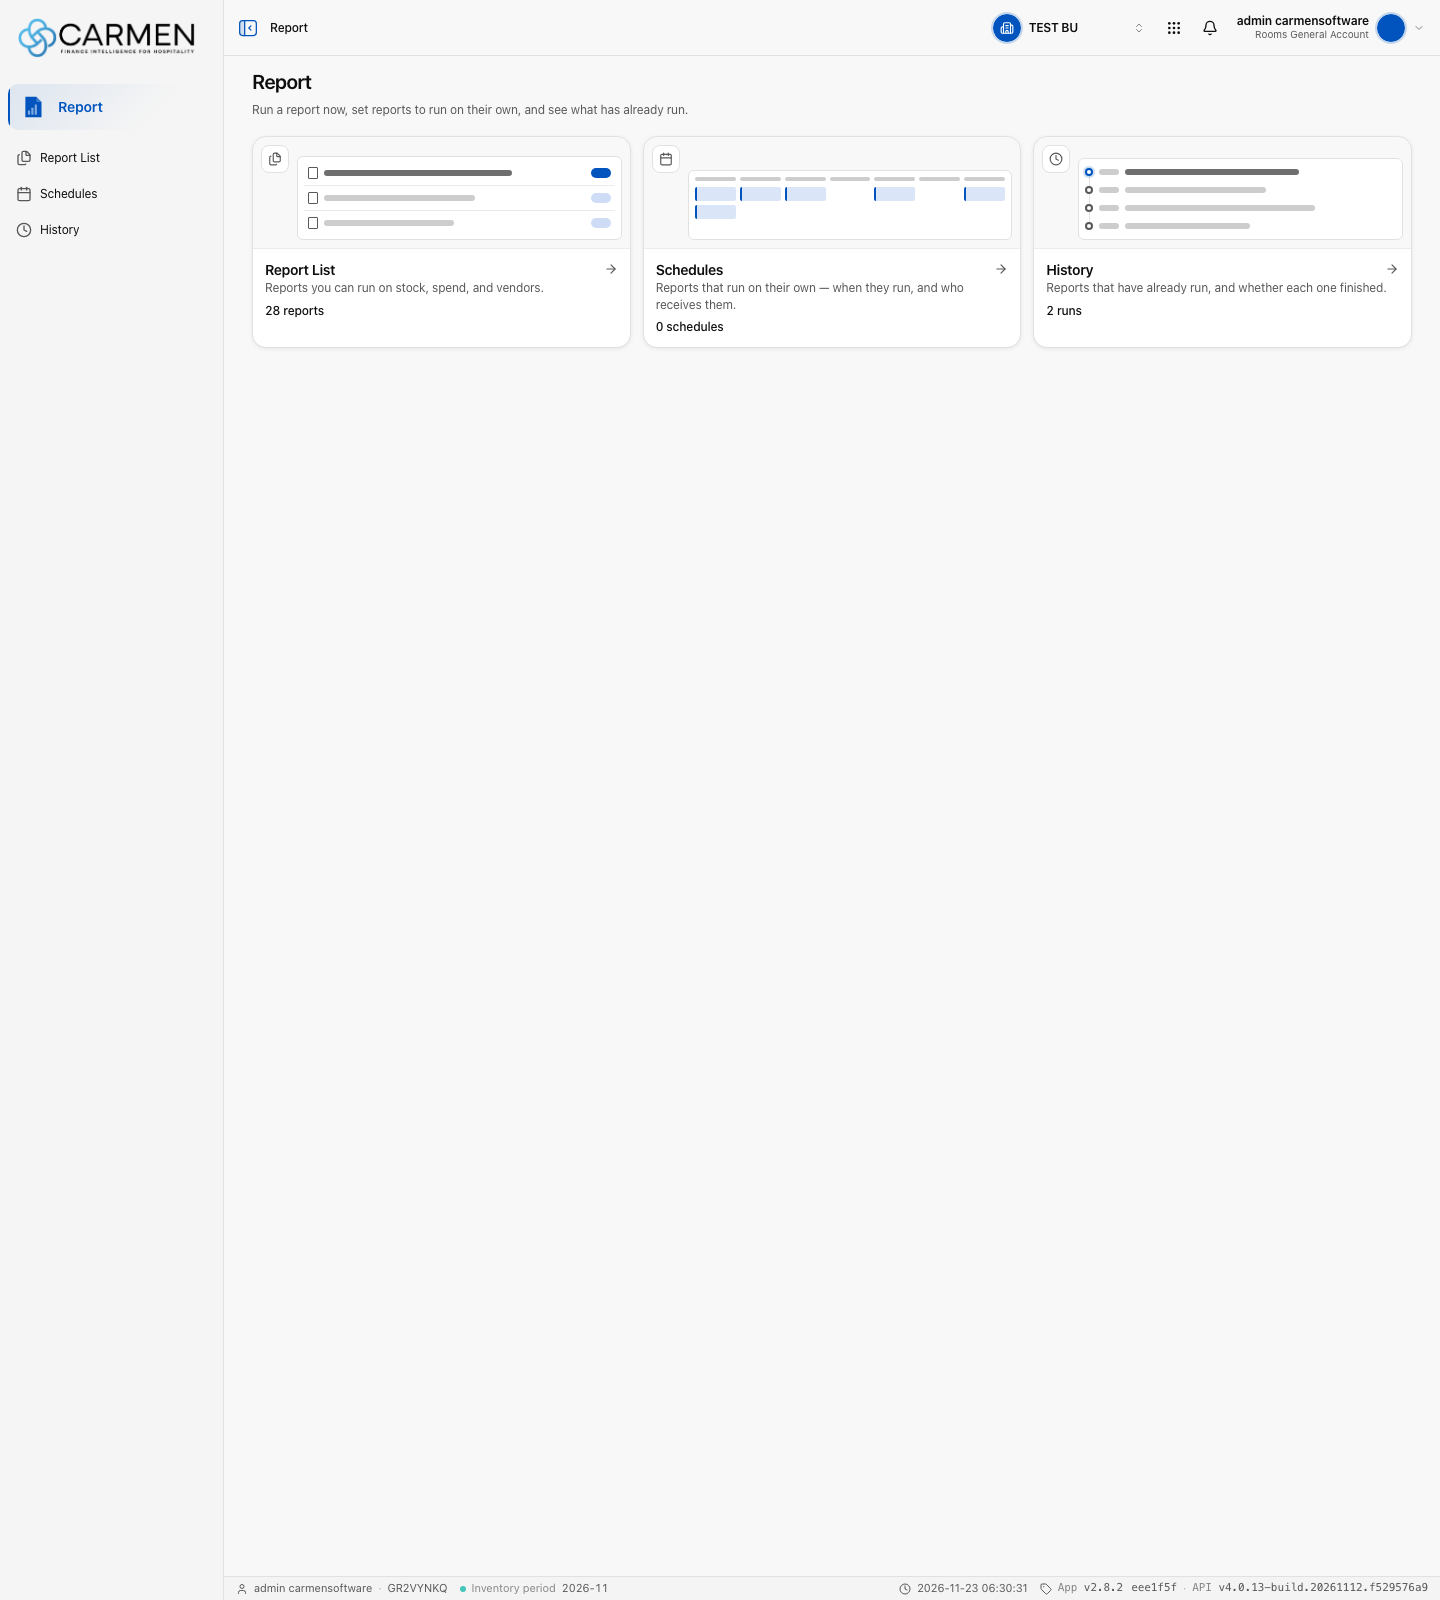 CARMEN
FINANCE INTELLIGENCE FOR HOSPITALITY
Report
Report List
Schedules
History
Report
TEST BU
admin carmensoftware
Rooms General Account
Report
Run a report now, set reports to run on their own, and see what has already run.
Report List
Reports you can run on stock, spend, and vendors.
28 reports
Schedules
Reports that run on their own — when they run, and who
receives them.
0 schedules
History
Reports that have already run, and whether each one finished.
2 runs
admin carmensoftware · GR2VYNKQ Inventory period 2026-11
2026-11-23 06:30:31 App v2.8.2 eee1f5f · API v4.0.13-build.20261112.f529576a9